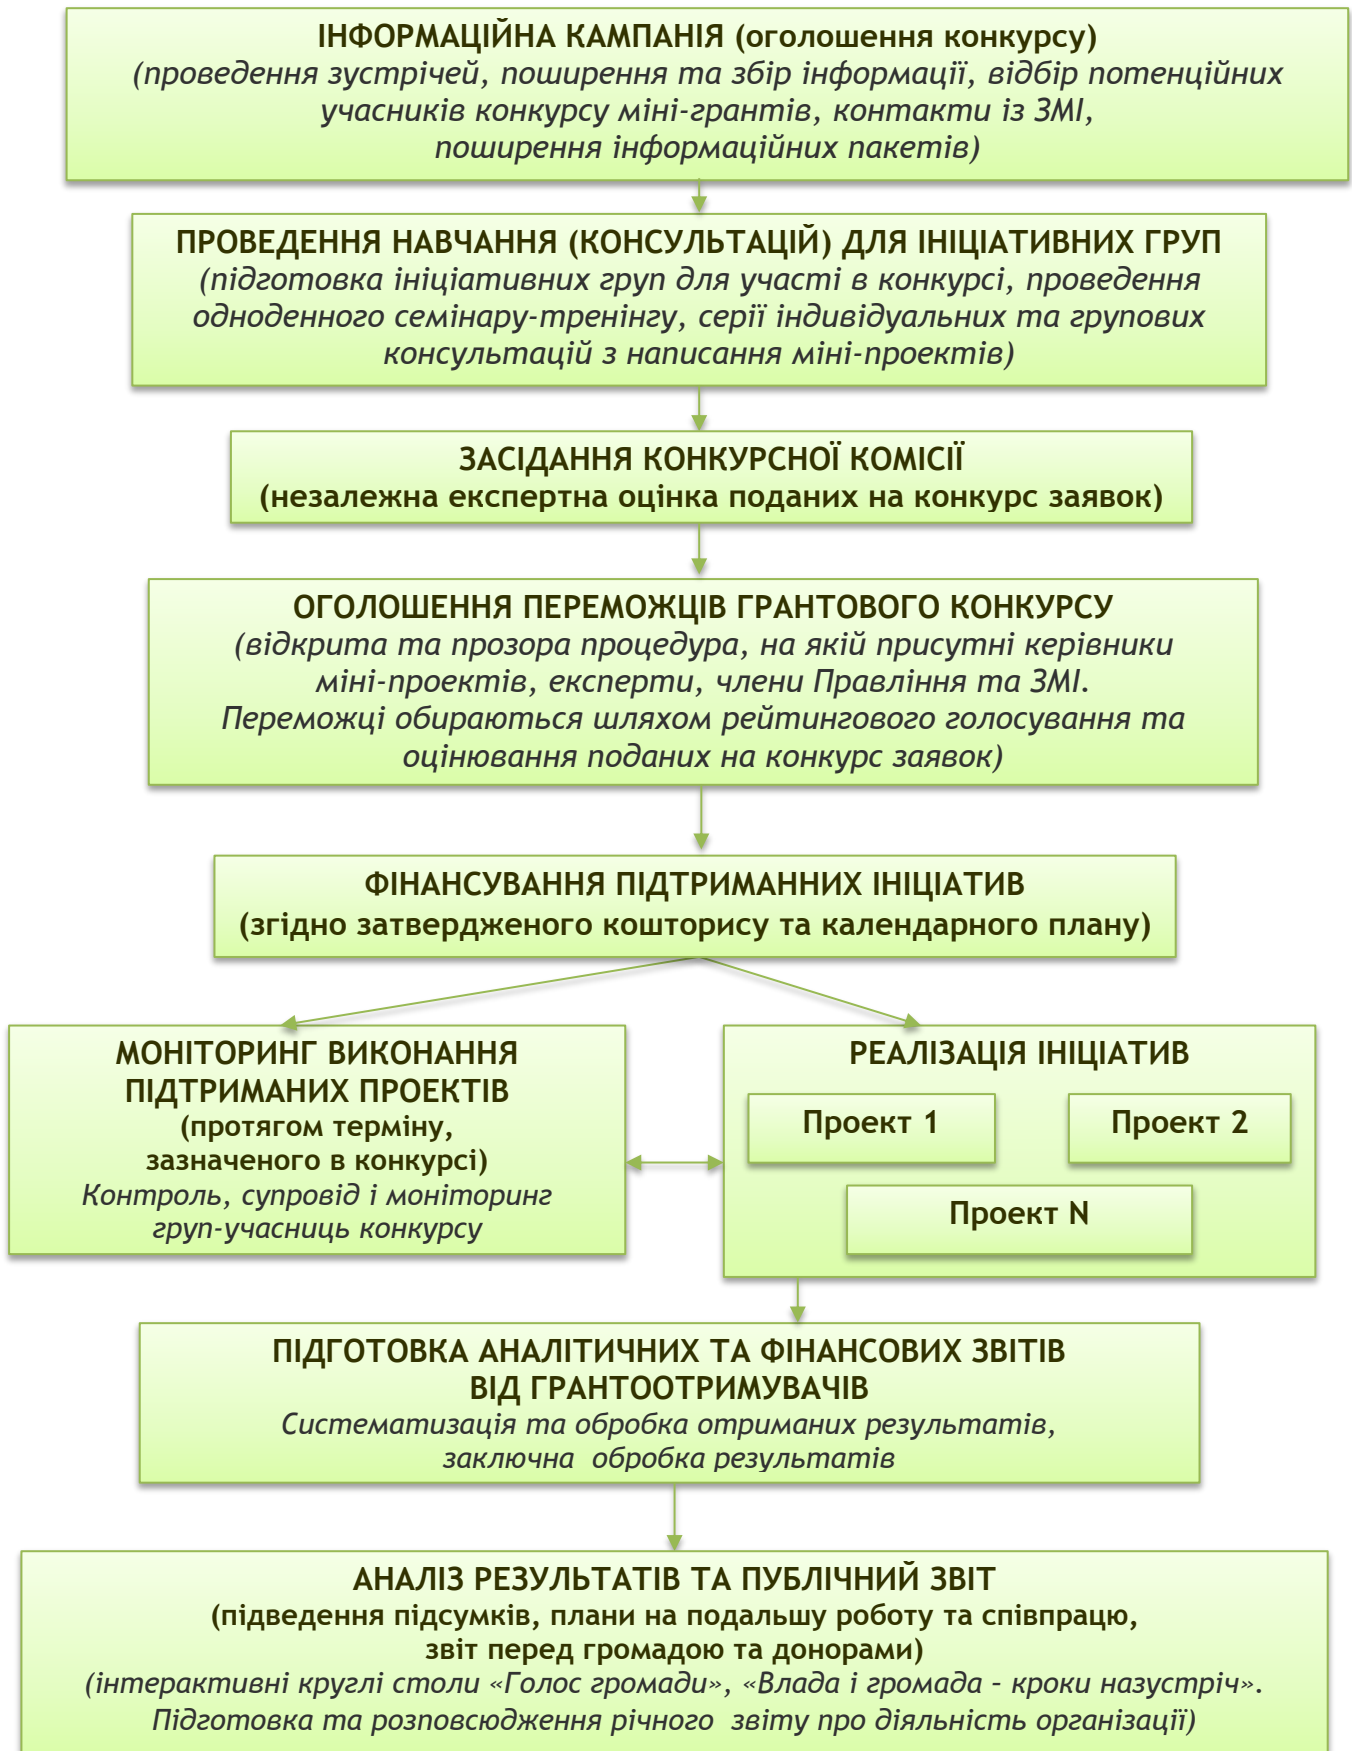 ІНФОРМАЦІЙНА КАМПАНІЯ (оголошення конкурсу)
(проведення зустрічей, поширення та збір інформації, відбір потенційних
учасників конкурсу міні-грантів, контакти із ЗМІ,
поширення інформаційних пакетів)
ПРОВЕДЕННЯ НАВЧАННЯ (КОНСУЛЬТАЦІЙ) ДЛЯ ІНІЦІАТИВНИХ ГРУП
(підготовка ініціативних груп для участі в конкурсі, проведення
одноденного семінару-тренінгу, серії індивідуальних та групових
консультацій з написання міні-проектів)
ЗАСІДАННЯ КОНКУРСНОЇ КОМІСІЇ
(незалежна експертна оцінка поданих на конкурс заявок)
ОГОЛОШЕННЯ ПЕРЕМОЖЦІВ ГРАНТОВОГО КОНКУРСУ
(відкрита та прозора процедура, на якій присутні керівники
міні-проектів, експерти, члени Правління та ЗМІ.
Переможці обираються шляхом рейтингового голосування та
оцінювання поданих на конкурс заявок)
ФІНАНСУВАННЯ ПІДТРИМАННИХ ІНІЦІАТИВ
(згідно затвердженого кошторису та календарного плану)
МОНІТОРИНГ ВИКОНАННЯ
ПІДТРИМАНИХ ПРОЕКТІВ
(протягом терміну,
зазначеного в конкурсі)
Контроль, супровід і моніторинг
груп-учасниць конкурсу
РЕАЛІЗАЦІЯ ІНІЦІАТИВ
Проект 1
Проект 2
Проект N
ПІДГОТОВКА АНАЛІТИЧНИХ ТА ФІНАНСОВИХ ЗВІТІВ
ВІД ГРАНТООТРИМУВАЧІВ
Систематизація та обробка отриманих результатів,
заключна  обробка результатів
АНАЛІЗ РЕЗУЛЬТАТІВ ТА ПУБЛІЧНИЙ ЗВІТ
(підведення підсумків, плани на подальшу роботу та співпрацю,
звіт перед громадою та донорами)
(інтерактивні круглі столи «Голос громади», «Влада і громада – кроки назустріч».
Підготовка та розповсюдження річного  звіту про діяльність організації)